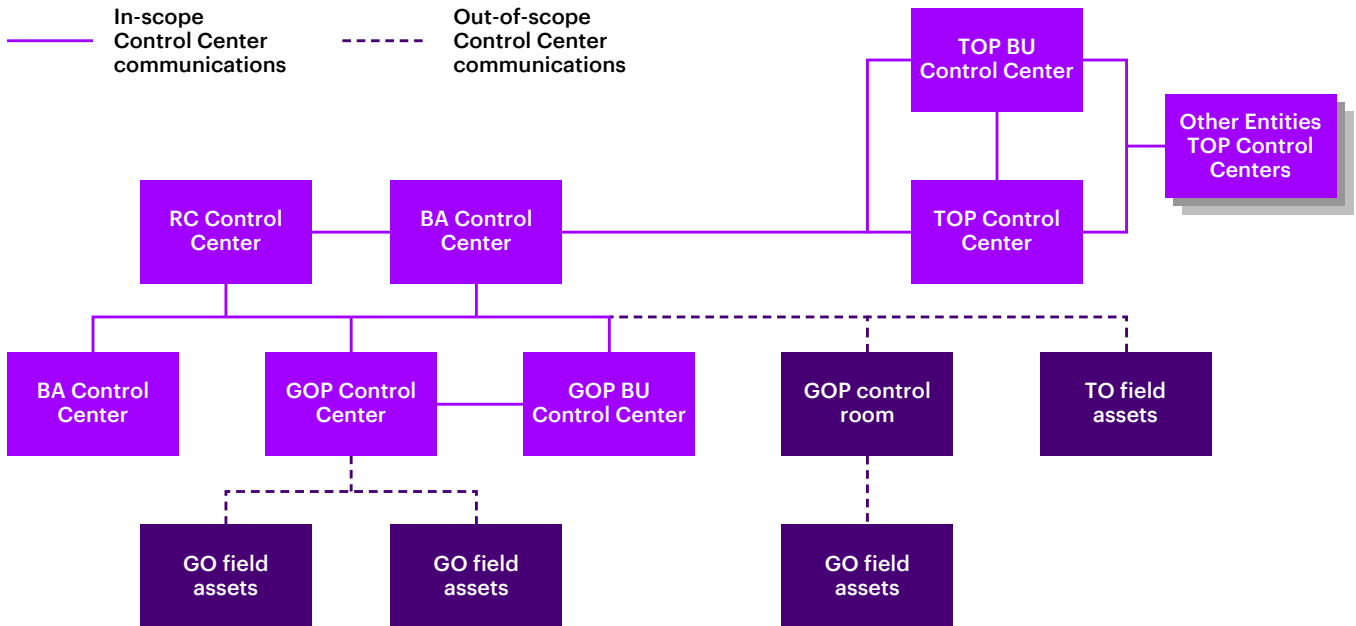 In-scope
Control Center
communications
Out-of-scope
Control Center
communications
TOP BU
Control Center
Other Entities
TOP Control
Centers
RC Control
Center
BA Control
Center
TOP Control
Center
BA Control
Center
GOP Control
Center
GOP BU
Control Center
GOP control
room
TO field
assets
GO field
assets
GO field
assets
GO field
assets